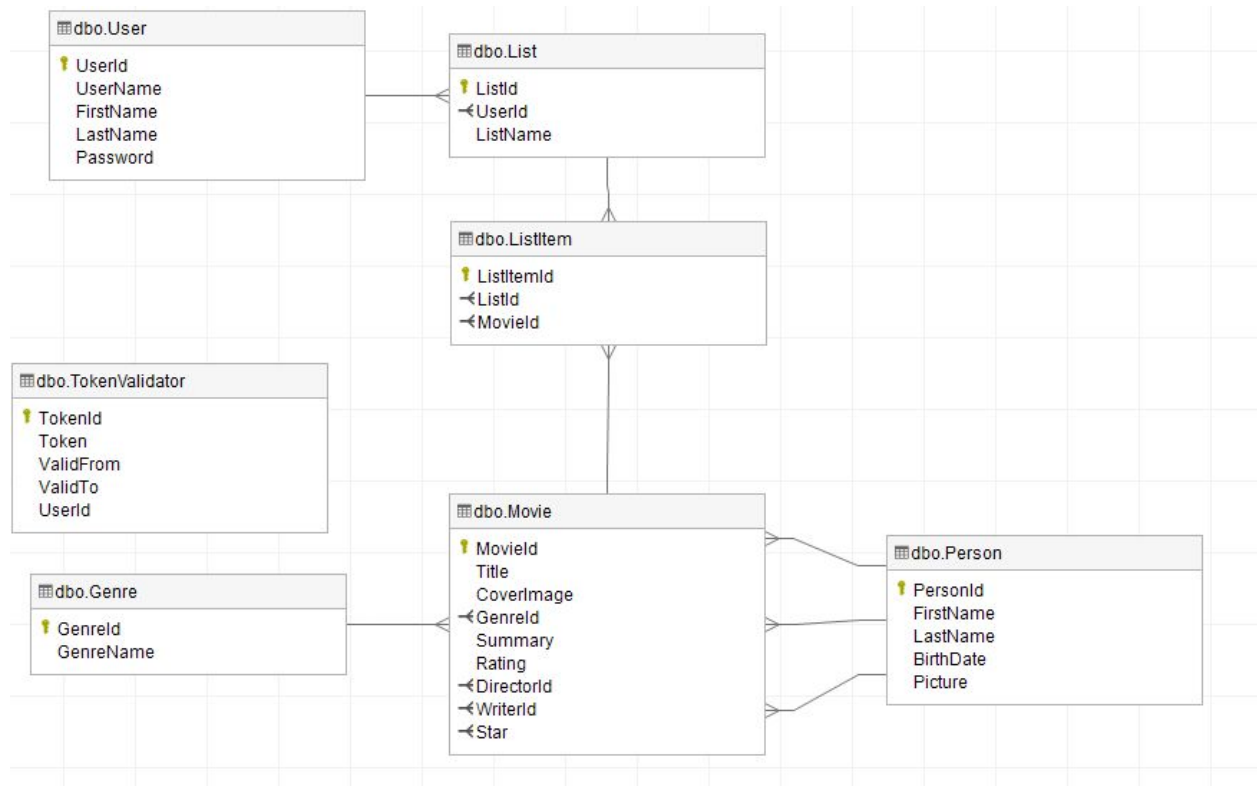 dbo.User
UserId
UserName
FirstName
LastName
Password
dbo.List
ListId
UserId
ListName
dbo.ListItem
ListItemId
ListId
MovieId
dbo.TokenValidator
TokenId
Token
ValidFrom
ValidTo
UserId
dbo.Genre
GenreId
GenreName
dbo.Movie
MovieId
Title
CoverImage
GenreId
Summary
Rating
DirectorId
WriterId
Star
dbo.Person
PersonId
FirstName
LastName
BirthDate
Picture